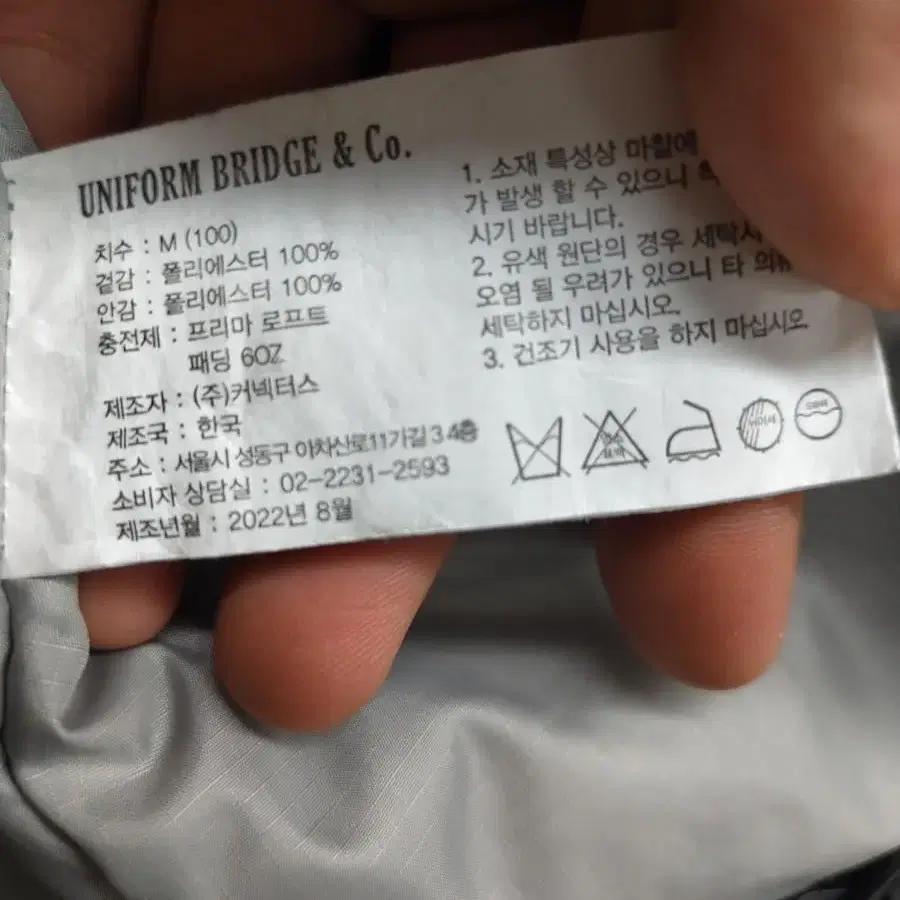 UNIFORM BRIDGE & Co.
치수 : M (100)
겉감 : 폴리에스터 100%
안감 : 폴리에스터 100%
충전제 : 프리마 로프트
패딩 6OZ
제조자 : (주)커넥터스
제조국 : 한국
주소 : 서울시 성동구 아차산로11가길 3 4층
소비자 상담실 : 02-2231-2593
제조년월 : 2022년 8월
1. 소재 특성상 마찰에
가 발생 할 수 있으니
시기 바랍니다.
2. 유색 원단의 경우 세탁시
오염 될 우려가 있으니 타
세탁하지 마십시오.
3. 건조기 사용을 하지 마십시오